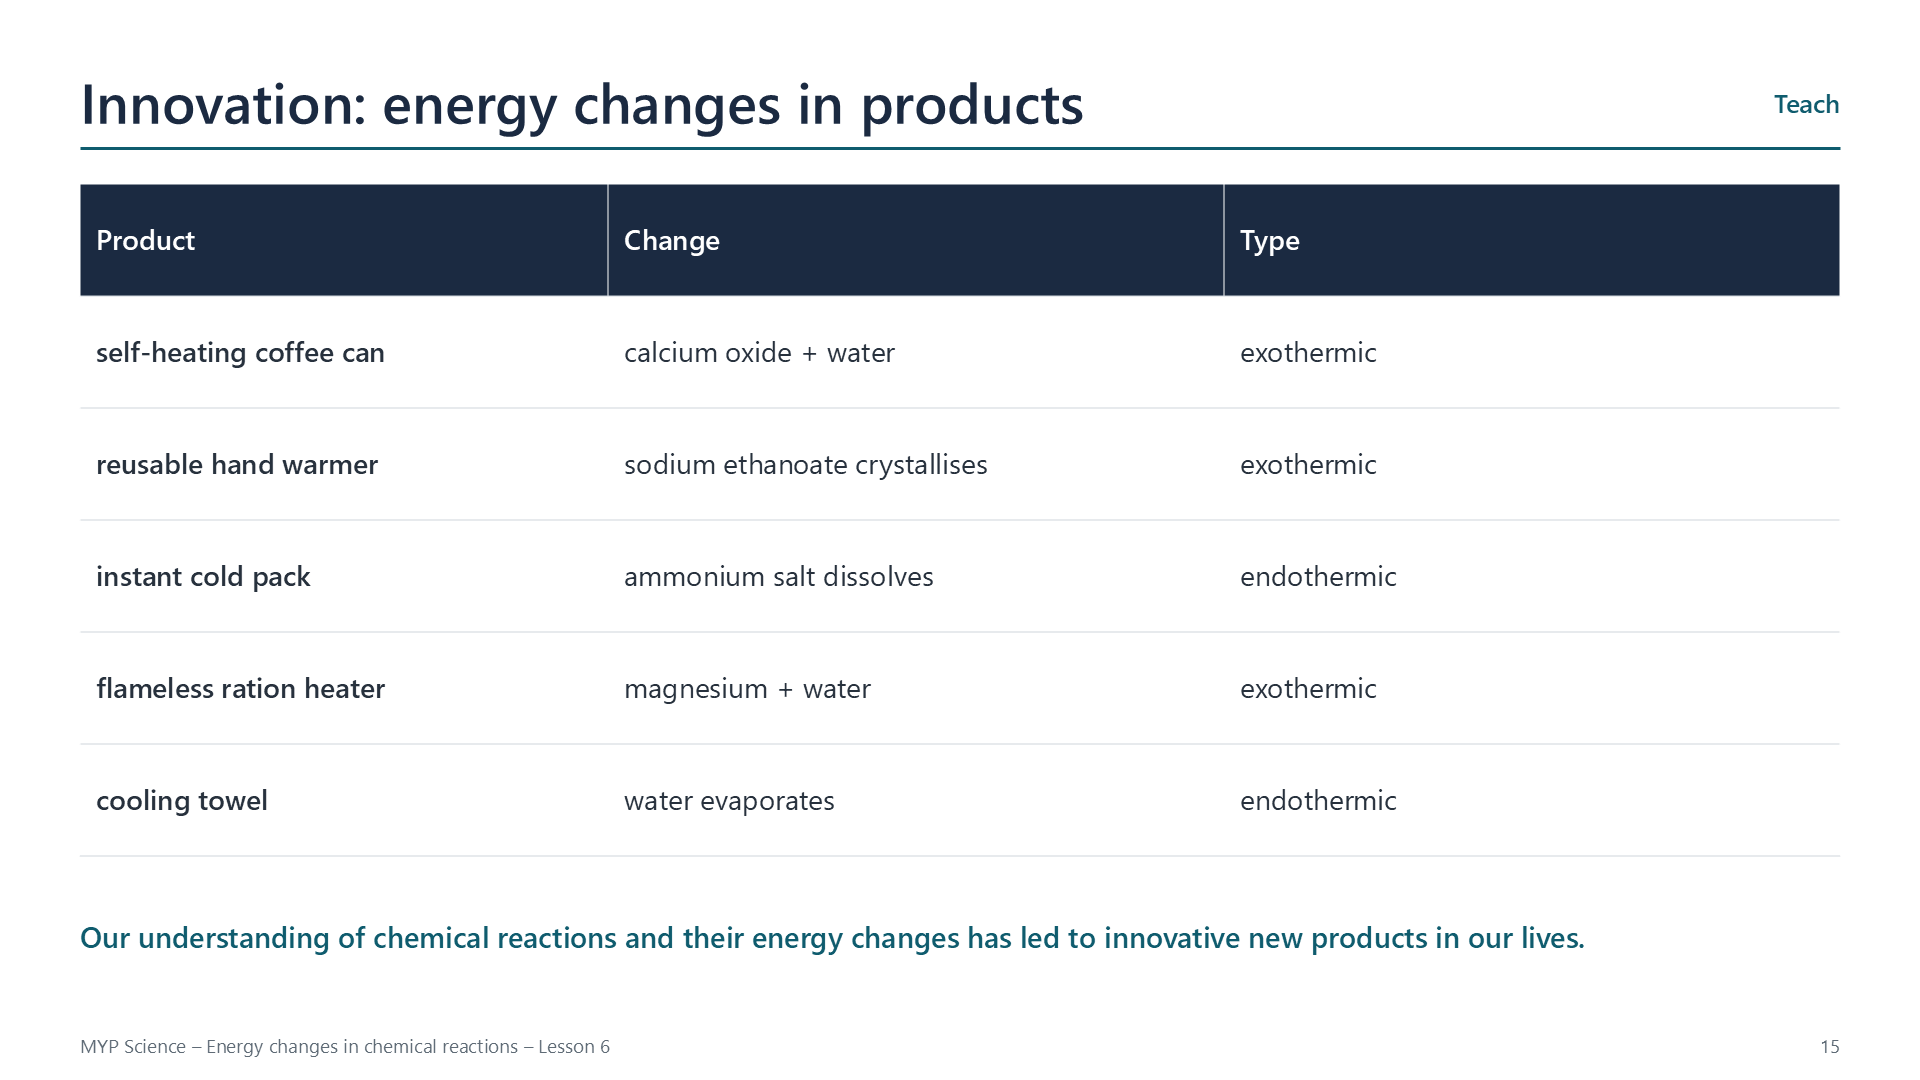 Innovation: energy changes in products
Teach
Product Change Type
self-heating coffee can calcium oxide + water exothermic
reusable hand warmer sodium ethanoate crystallises exothermic
instant cold pack ammonium salt dissolves endothermic
flameless ration heater magnesium + water exothermic
cooling towel water evaporates endothermic
Our understanding of chemical reactions and their energy changes has led to innovative new products in our lives.
MYP Science – Energy changes in chemical reactions – Lesson 6
15